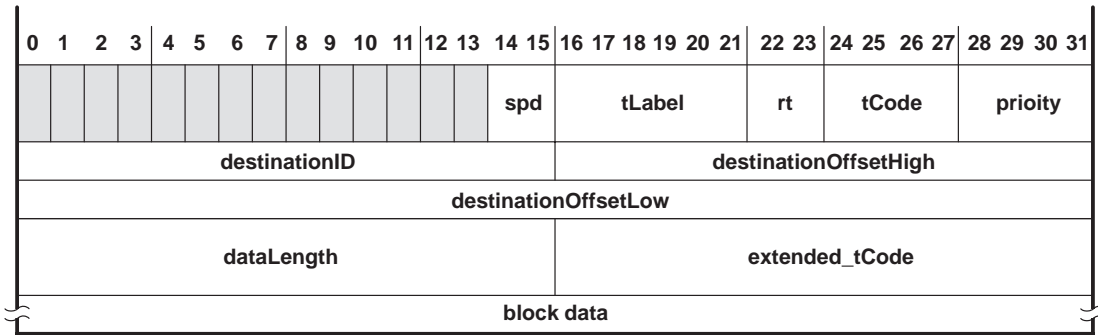 0 1 2 3 4 5 6 7 8 9 10 11 12 13 14 15 16 17 18 19 20 21 22 23 24 25 26 27 28 29 30 31
spd tLabel rt tCode prioity
destinationID destinationOffsetHigh
destinationOffsetLow
dataLength extended_tCode
block data